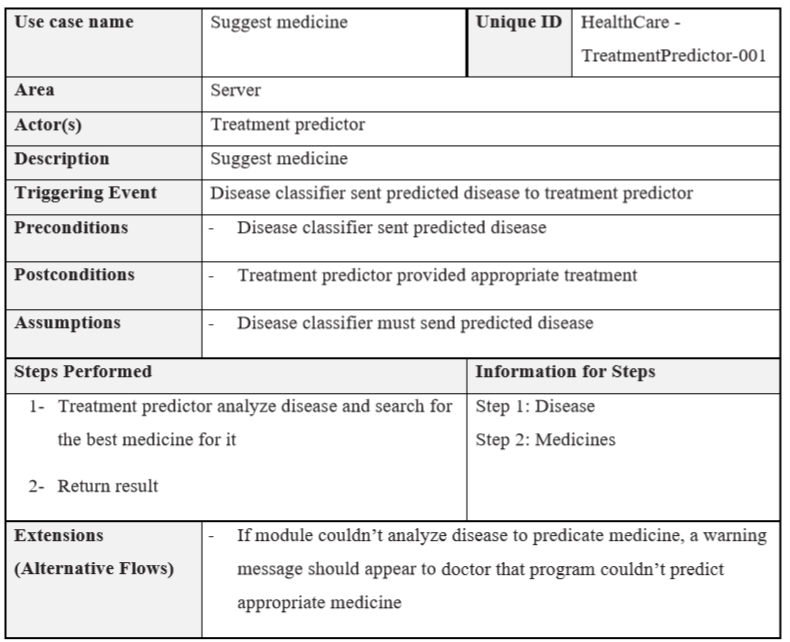 Use case name Suggest medicine Unique ID HealthCare -
TreatmentPredictor-001
Area Server
Actor(s) Treatment predictor
Description Suggest medicine
Triggering Event Disease classifier sent predicted disease to treatment predictor
Preconditions - Disease classifier sent predicted disease
Postconditions - Treatment predictor provided appropriate treatment
Assumptions - Disease classifier must send predicted disease
Steps Performed Information for Steps
1- Treatment predictor analyze disease and search for
the best medicine for it
2- Return result
Step 1: Disease
Step 2: Medicines
Extensions
(Alternative Flows)
- If module couldn’t analyze disease to predicate medicine, a warning
message should appear to doctor that program couldn’t predict
appropriate medicine